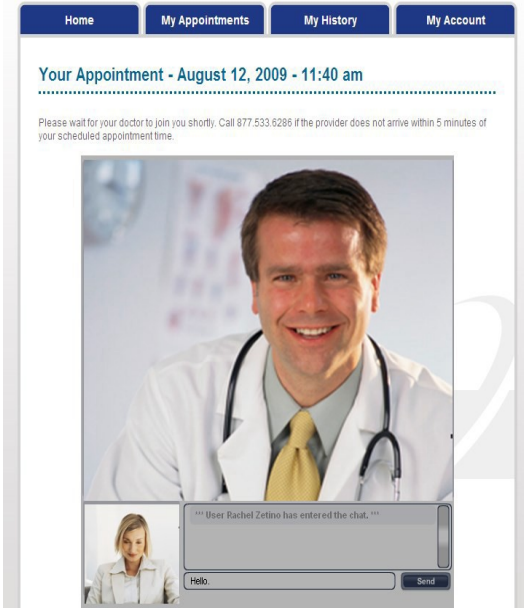 Home
My Appointments
My History
My Account
Your Appointment - August 12, 2009 - 11:40 am
Please wait for your doctor to join you shortly. Call 877.533.6286 if the provider does not arrive within 5 minutes of
your scheduled appointment time.
''' User Rachel Zetino has entered the chat. '''
Hello.
Send